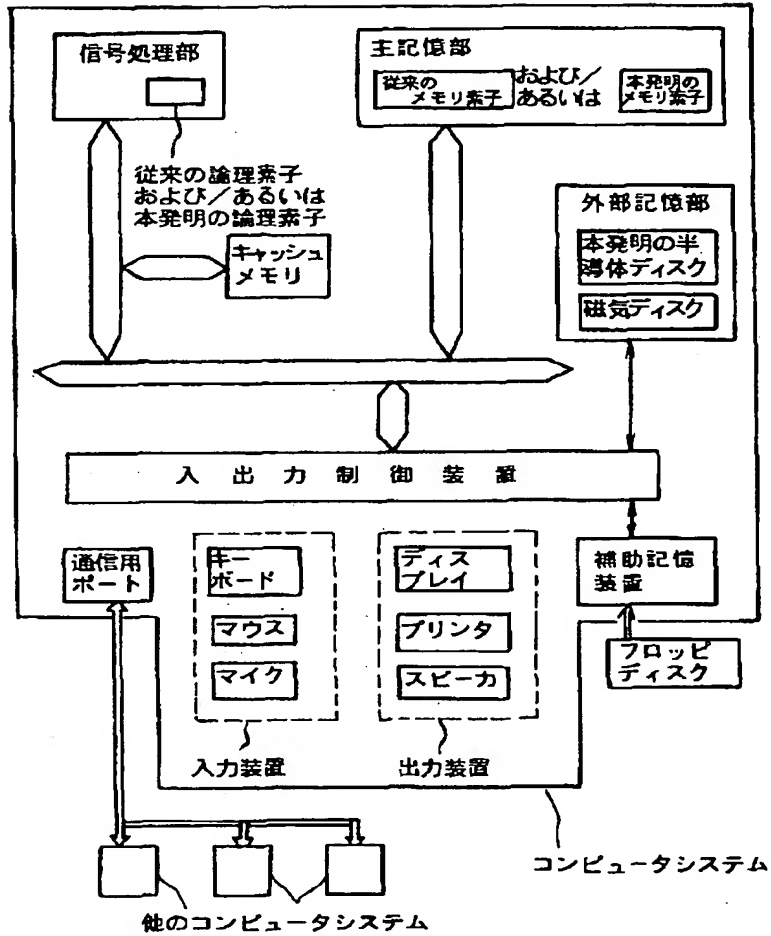 信号処理部
従来の論理素子
および／あるいは
本発明の論理素子
キャッシュ
メモリ
主記憶部
従来の
メモリ素子
および／
あるいは
本発明の
メモリ素子
外部記憶部
本発明の半
導体ディスク
磁気ディスク
入出力制御装置
通信用
ポート
キー
ボード
マウス
マイク
入力装置
ディス
プレイ
プリンタ
スピーカ
出力装置
補助記憶
装置
フロッピ
ディスク
コンピュータシステム
他のコンピュータシステム